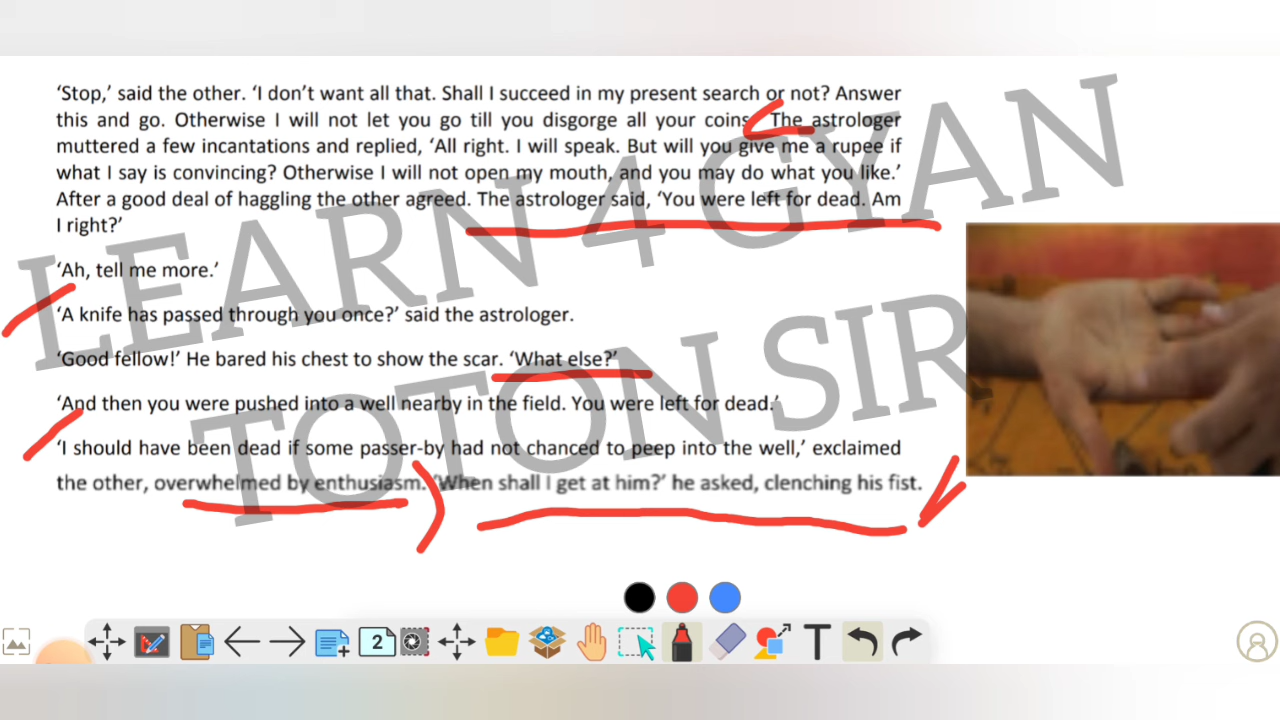 ‘Stop,’ said the other. ‘I don’t want all that. Shall I succeed in my present search or not? Answer
this and go. Otherwise I will not let you go till you disgorge all your coins.’ The astrologer
muttered a few incantations and replied, ‘All right. I will speak. But will you give me a rupee if
what I say is convincing? Otherwise I will not open my mouth, and you may do what you like.’
After a good deal of haggling the other agreed. The astrologer said, ‘You were left for dead. Am
I right?’
‘Ah, tell me more.’
‘A knife has passed through you once?’ said the astrologer.
‘Good fellow!’ He bared his chest to show the scar. ‘What else?’
‘And then you were pushed into a well nearby in the field. You were left for dead.’
‘I should have been dead if some passer-by had not chanced to peep into the well,’ exclaimed
the other, overwhelmed by enthusiasm. ‘When shall I get at him?’ he asked, clenching his fist.
LEARN 4 GYAN
TOTON SIR
2
T